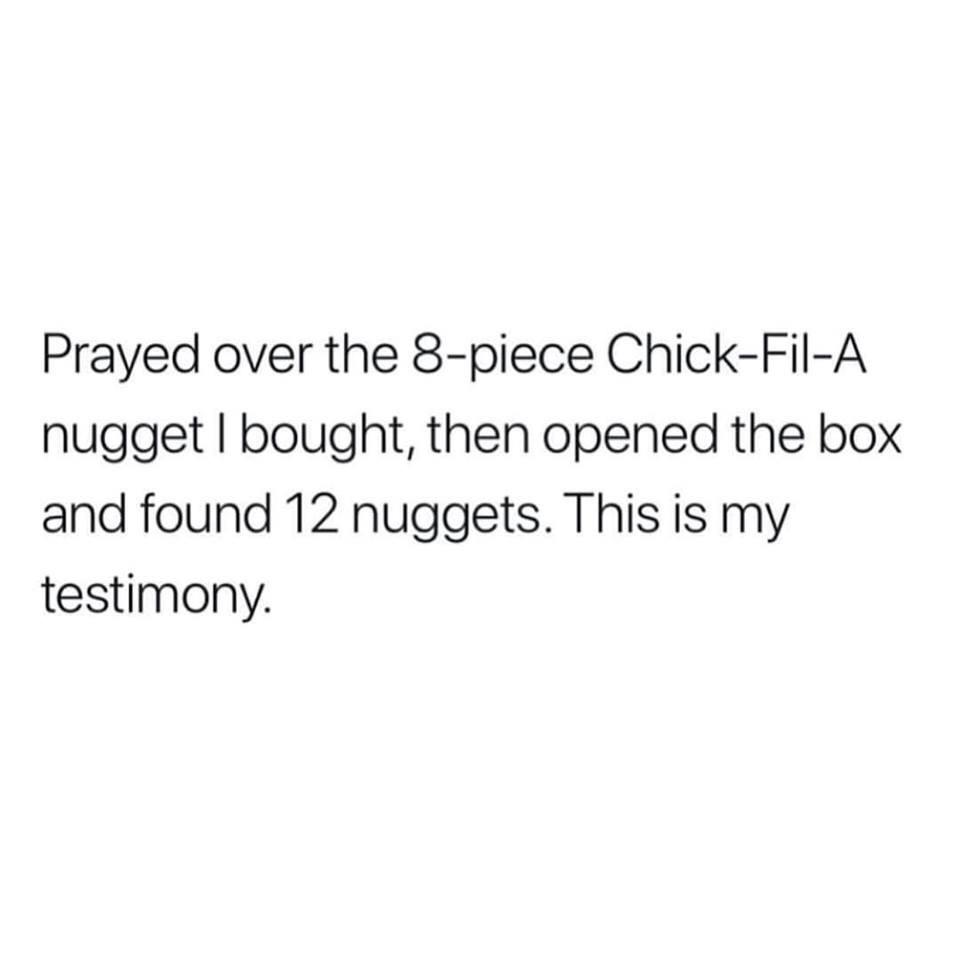 Prayed over the 8-piece Chick-Fil-A
nugget I bought, then opened the box
and found 12 nuggets. This is my
testimony.